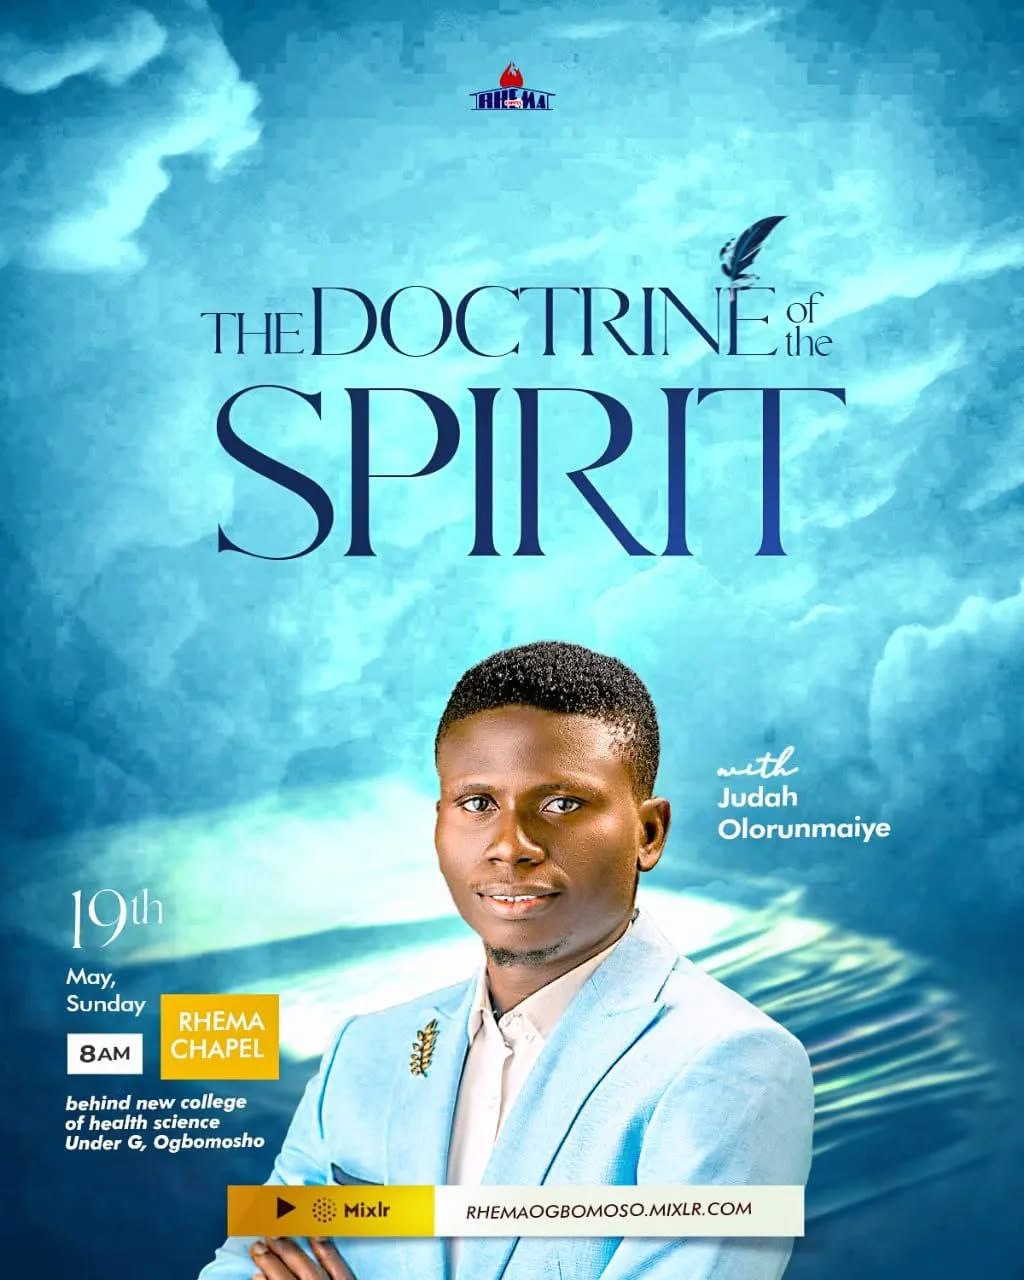 RHEMA
THE DOCTRINE of the
SPIRIT
with
Judah
Olorunmaiye
19th
May,
Sunday
8AM
RHEMA
CHAPEL
behind new college
of health science
Under G, Ogbomosho
Mixlr
RHEMAOGBOMOSO.MIXLR.COM